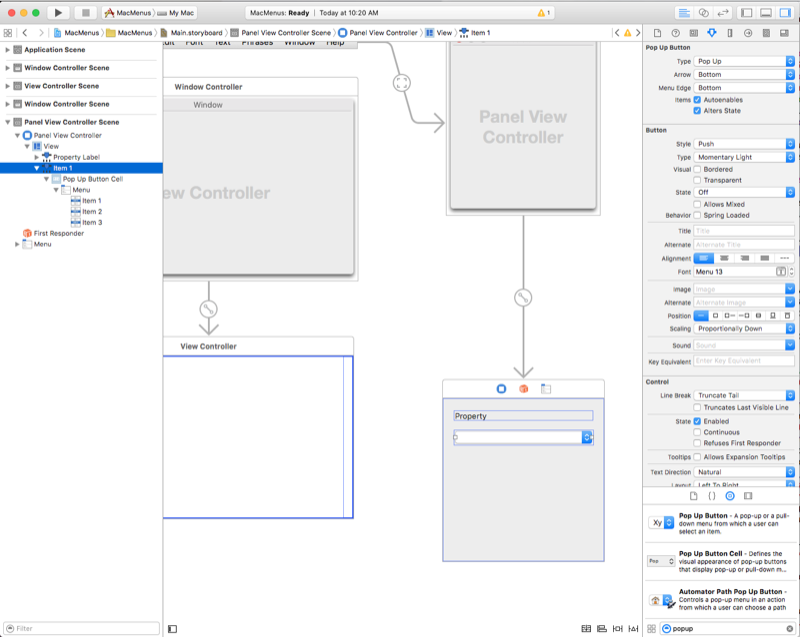 MacMenus
My Mac
MacMenus: Ready | Today at 10:20 AM
1
MacMenus
MacMenus
Main.storyboard
Panel View Controller Scene
Panel View Controller
View
Item 1
Application Scene
Window Controller Scene
View Controller Scene
Window Controller Scene
Panel View Controller Scene
Panel View Controller
View
Property Label
Item 1
Pop Up Button Cell
Menu
Item 1
Item 2
Item 3
First Responder
Menu
Filter
Font Text Phrases Window Help
Window Controller
Window
ew Controller
View Controller
Panel View
Controller
Property
Pop Up Button
Type Pop Up
Arrow Bottom
Menu Edge Bottom
Items Autoenables
Alters State
Button
Style Push
Type Momentary Light
Visual Bordered
Transparent
State Off
Allows Mixed
Behavior Spring Loaded
Title Title
Alternate Alternate Title
Alignment
Font Menu 13
Image Image
Alternate Alternate Image
Position
Scaling Proportionally Down
Sound Sound
Key Equivalent Enter Key Equivalent
Control
Line Break Truncate Tail
Truncates Last Visible Line
State Enabled
Continuous
Refuses First Responder
Tooltips Allows Expansion Tooltips
Text Direction Natural
Layout Left To Right
Xy
Pop Up Button - A pop-up or a pull-
down menu from which a user can
select an item.
Pop Up Button Cell - Defines the
visual appearance of pop-up buttons
that display pop-up or pull-down m...
Automator Path Pop Up Button -
Controls a pop-up menu in an action
from which a user can choose a path
popup